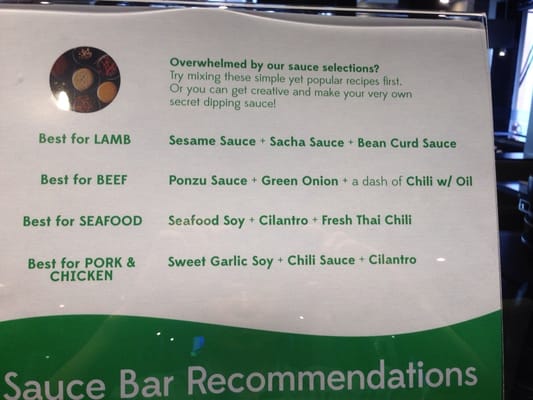 Overwhelmed by our sauce selections?
Try mixing these simple yet popular recipes first.
Or you can get creative and make your very own
secret dipping sauce!
Best for LAMB
Sesame Sauce + Sacha Sauce + Bean Curd Sauce
Best for BEEF
Ponzu Sauce + Green Onion + a dash of Chili w/ Oil
Best for SEAFOOD
Seafood Soy + Cilantro + Fresh Thai Chili
Best for PORK &
CHICKEN
Sweet Garlic Soy + Chili Sauce + Cilantro
Sauce Bar Recommendations